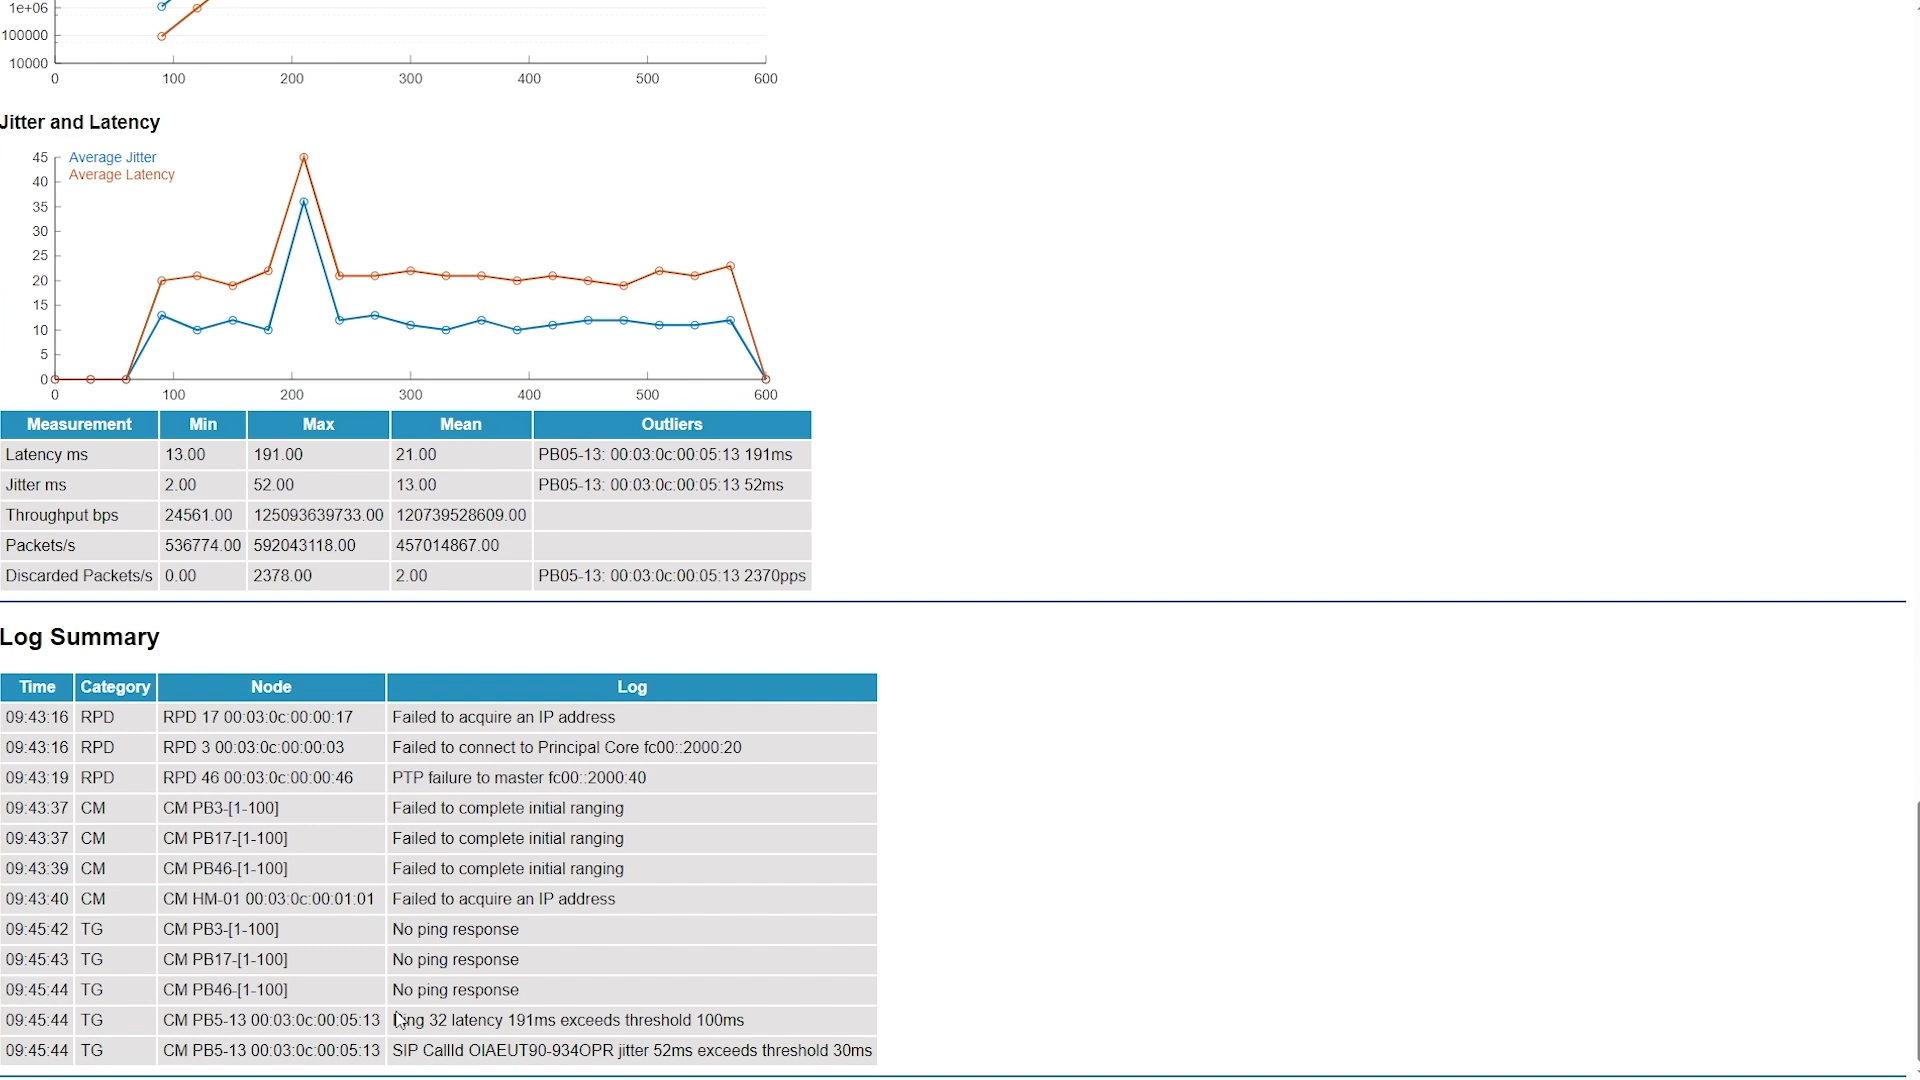 1e+06
100000
10000
0 100 200 300 400 500 600
Jitter and Latency
45 Average Jitter
Average Latency
40
35
30
25
20
15
10
5
0
0 100 200 300 400 500 600
Measurement Min Max Mean Outliers
Latency ms 13.00 191.00 21.00 PB05-13: 00:03:0c:00:05:13 191ms
Jitter ms 2.00 52.00 13.00 PB05-13: 00:03:0c:00:05:13 52ms
Throughput bps 24561.00 125093639733.00 120739528609.00
Packets/s 536774.00 592043118.00 457014867.00
Discarded Packets/s 0.00 2378.00 2.00 PB05-13: 00:03:0c:00:05:13 2370pps
Log Summary
Time Category Node Log
09:43:16 RPD RPD 17 00:03:0c:00:00:17 Failed to acquire an IP address
09:43:16 RPD RPD 3 00:03:0c:00:00:03 Failed to connect to Principal Core fc00::2000:20
09:43:19 RPD RPD 46 00:03:0c:00:00:46 PTP failure to master fc00::2000:40
09:43:37 CM CM PB3-[1-100] Failed to complete initial ranging
09:43:37 CM CM PB17-[1-100] Failed to complete initial ranging
09:43:39 CM CM PB46-[1-100] Failed to complete initial ranging
09:43:40 CM CM HM-01 00:03:0c:00:01:01 Failed to acquire an IP address
09:45:42 TG CM PB3-[1-100] No ping response
09:45:43 TG CM PB17-[1-100] No ping response
09:45:44 TG CM PB46-[1-100] No ping response
09:45:44 TG CM PB5-13 00:03:0c:00:05:13 Ping 32 latency 191ms exceeds threshold 100ms
09:45:44 TG CM PB5-13 00:03:0c:00:05:13 SIP CallId OIAEUT90-934OPR jitter 52ms exceeds threshold 30ms